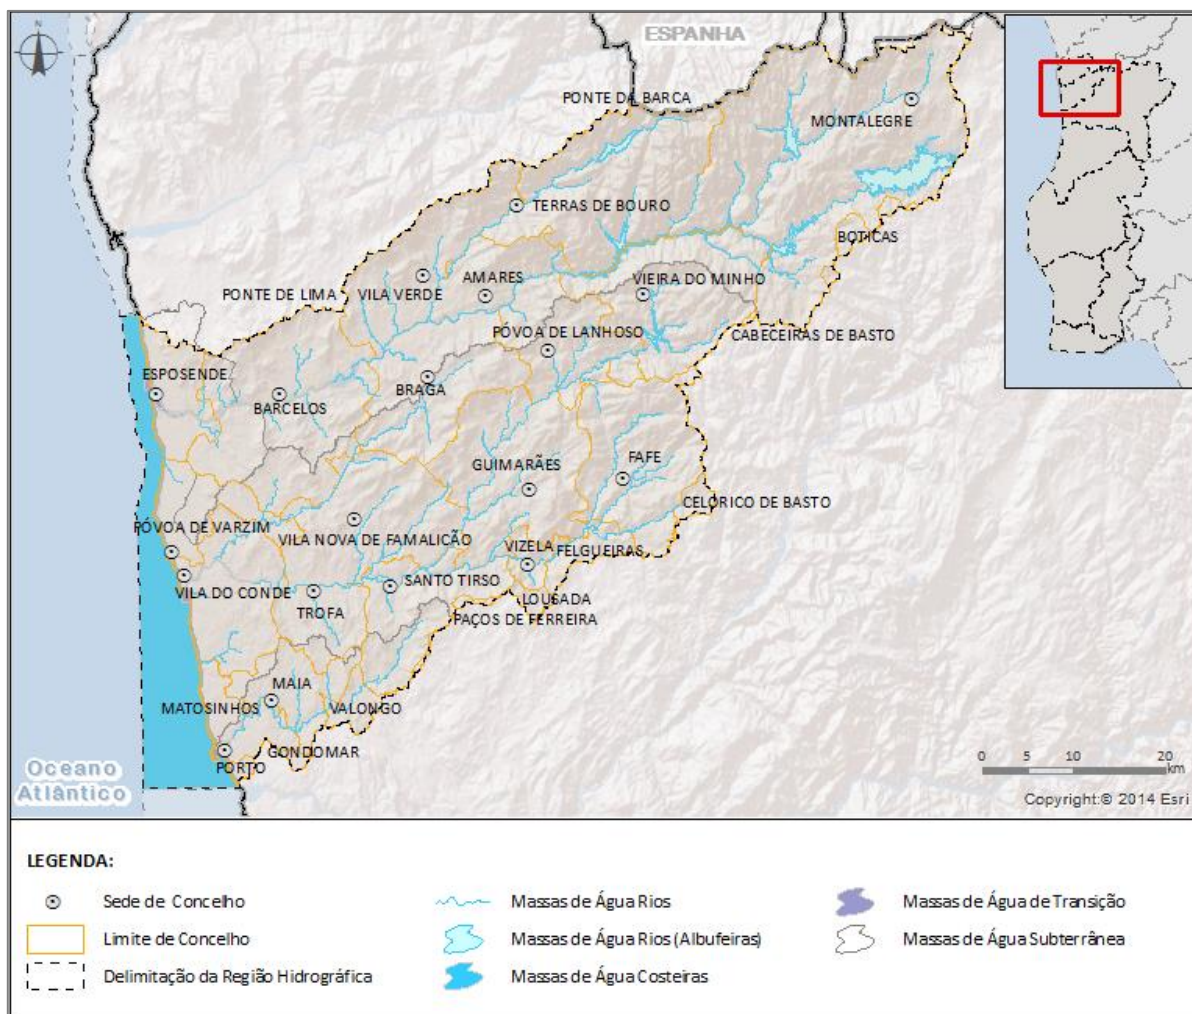 N
ESPANHA
PONTE DA BARCA
MONTALEGRE
TERRAS DE BOURO
BOTICAS
AMARES
VIEIRA DO MINHO
PONTE DE LIMA
VILA VERDE
PÓVOA DE LANHOSO
CABECEIRAS DE BASTO
ESPOSENDE
BRAGA
BARCELOS
GUIMARÃES
FAFE
CELORICO DE BASTO
PÓVOA DE VARZIM
VILA NOVA DE FAMALICÃO
VIZELA
FELGUEIRAS
SANTO TIRSO
VILA DO CONDE
LOUSADA
TROFA
PAÇOS DE FERREIRA
MAIA
MATOSINHOS
VALONGO
GONDOMAR
PORTO
Oceano
Atlântico
0 5 10 20
km
Copyright:© 2014 Esri
LEGENDA:
Sede de Concelho
Massas de Água Rios
Massas de Água de Transição
Limite de Concelho
Massas de Água Rios (Albufeiras)
Massas de Água Subterrânea
Delimitação da Região Hidrográfica
Massas de Água Costeiras